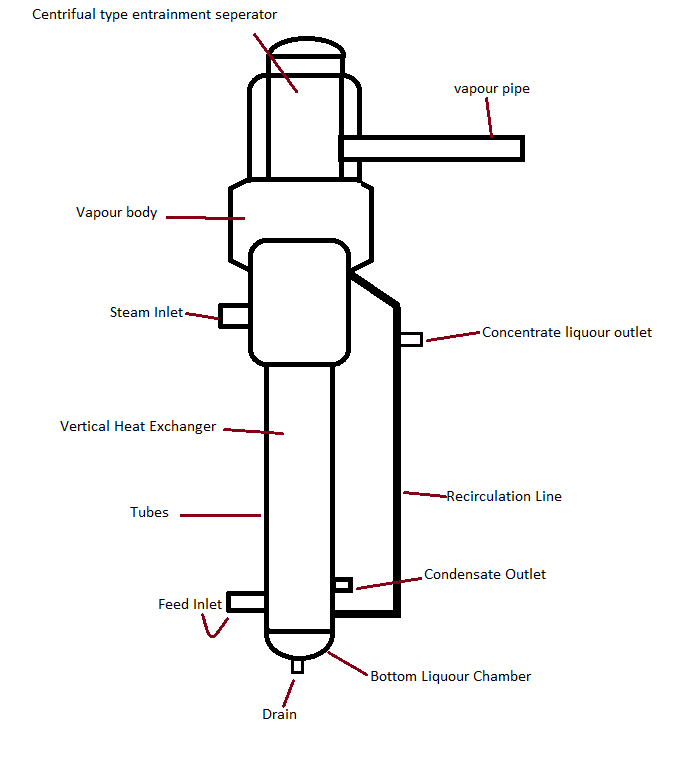 Centrifual type entrainment seperator
vapour pipe
Vapour body
Steam Inlet
Concentrate liquour outlet
Vertical Heat Exchanger
Recirculation Line
Tubes
Condensate Outlet
Feed Inlet
Bottom Liquour Chamber
Drain